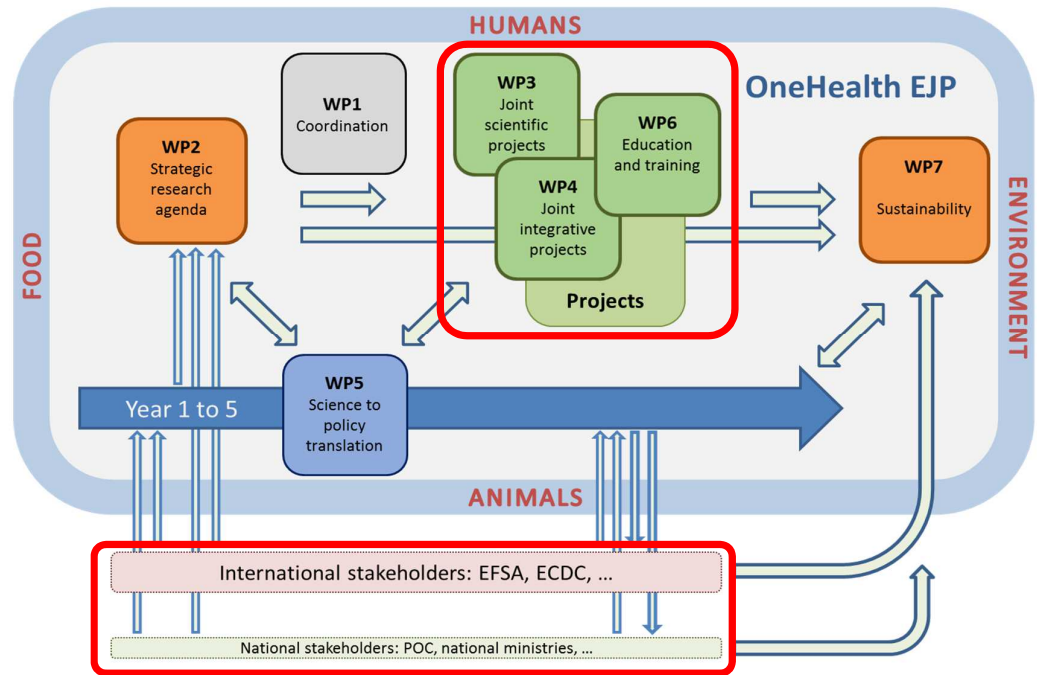 HUMANS
OneHealth EJP
WP1
Coordination
WP2
Strategic
research
agenda
WP3
Joint
scientific
projects
WP6
Education
and training
WP4
Joint
integrative
projects
Projects
WP7
Sustainability
FOOD
ENVIRONMENT
WP5
Science to
policy
translation
Year 1 to 5
ANIMALS
International stakeholders: EFSA, ECDC, ...
National stakeholders: POC, national ministries, ...